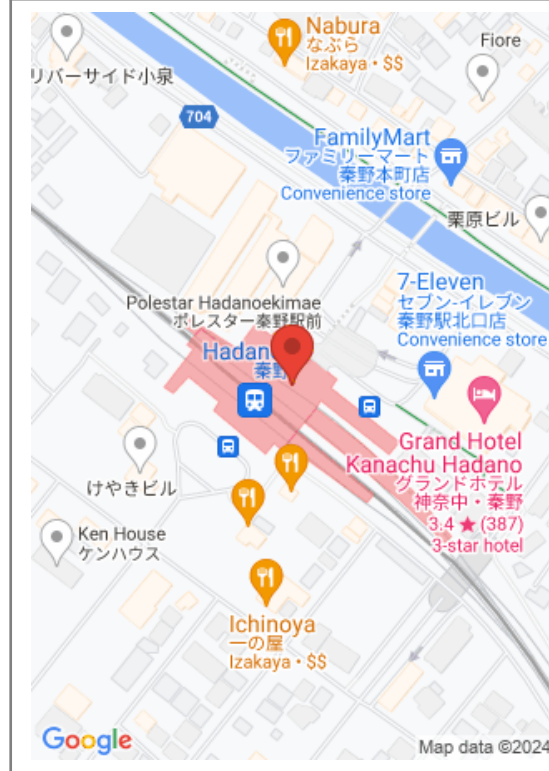 Nabura
なぶら
Izakaya • $$
Fiore
リバーサイド小泉
704
FamilyMart
ファミリーマート
秦野本町店
Convenience store
栗原ビル
7-Eleven
セブン-イレブン
秦野駅北口店
Convenience store
Polestar Hadanoekimae
ポレスター秦野駅前
Hadano
秦野
Grand Hotel
Kanachu Hadano
グランドホテル
神奈中・秦野
3.4 ★ (387)
3-star hotel
けやきビル
Ken House
ケンハウス
Ichinoya
一の屋
Izakaya • $$
Google
Map data ©2024